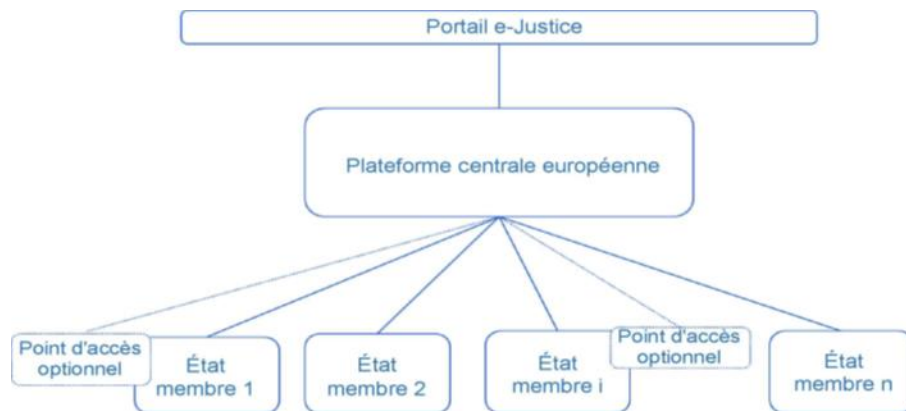 Portail e-Justice
Plateforme centrale européenne
Point d'accès
optionnel
État
membre 1
État
membre 2
État
membre i
Point d'accès
optionnel
État
membre n